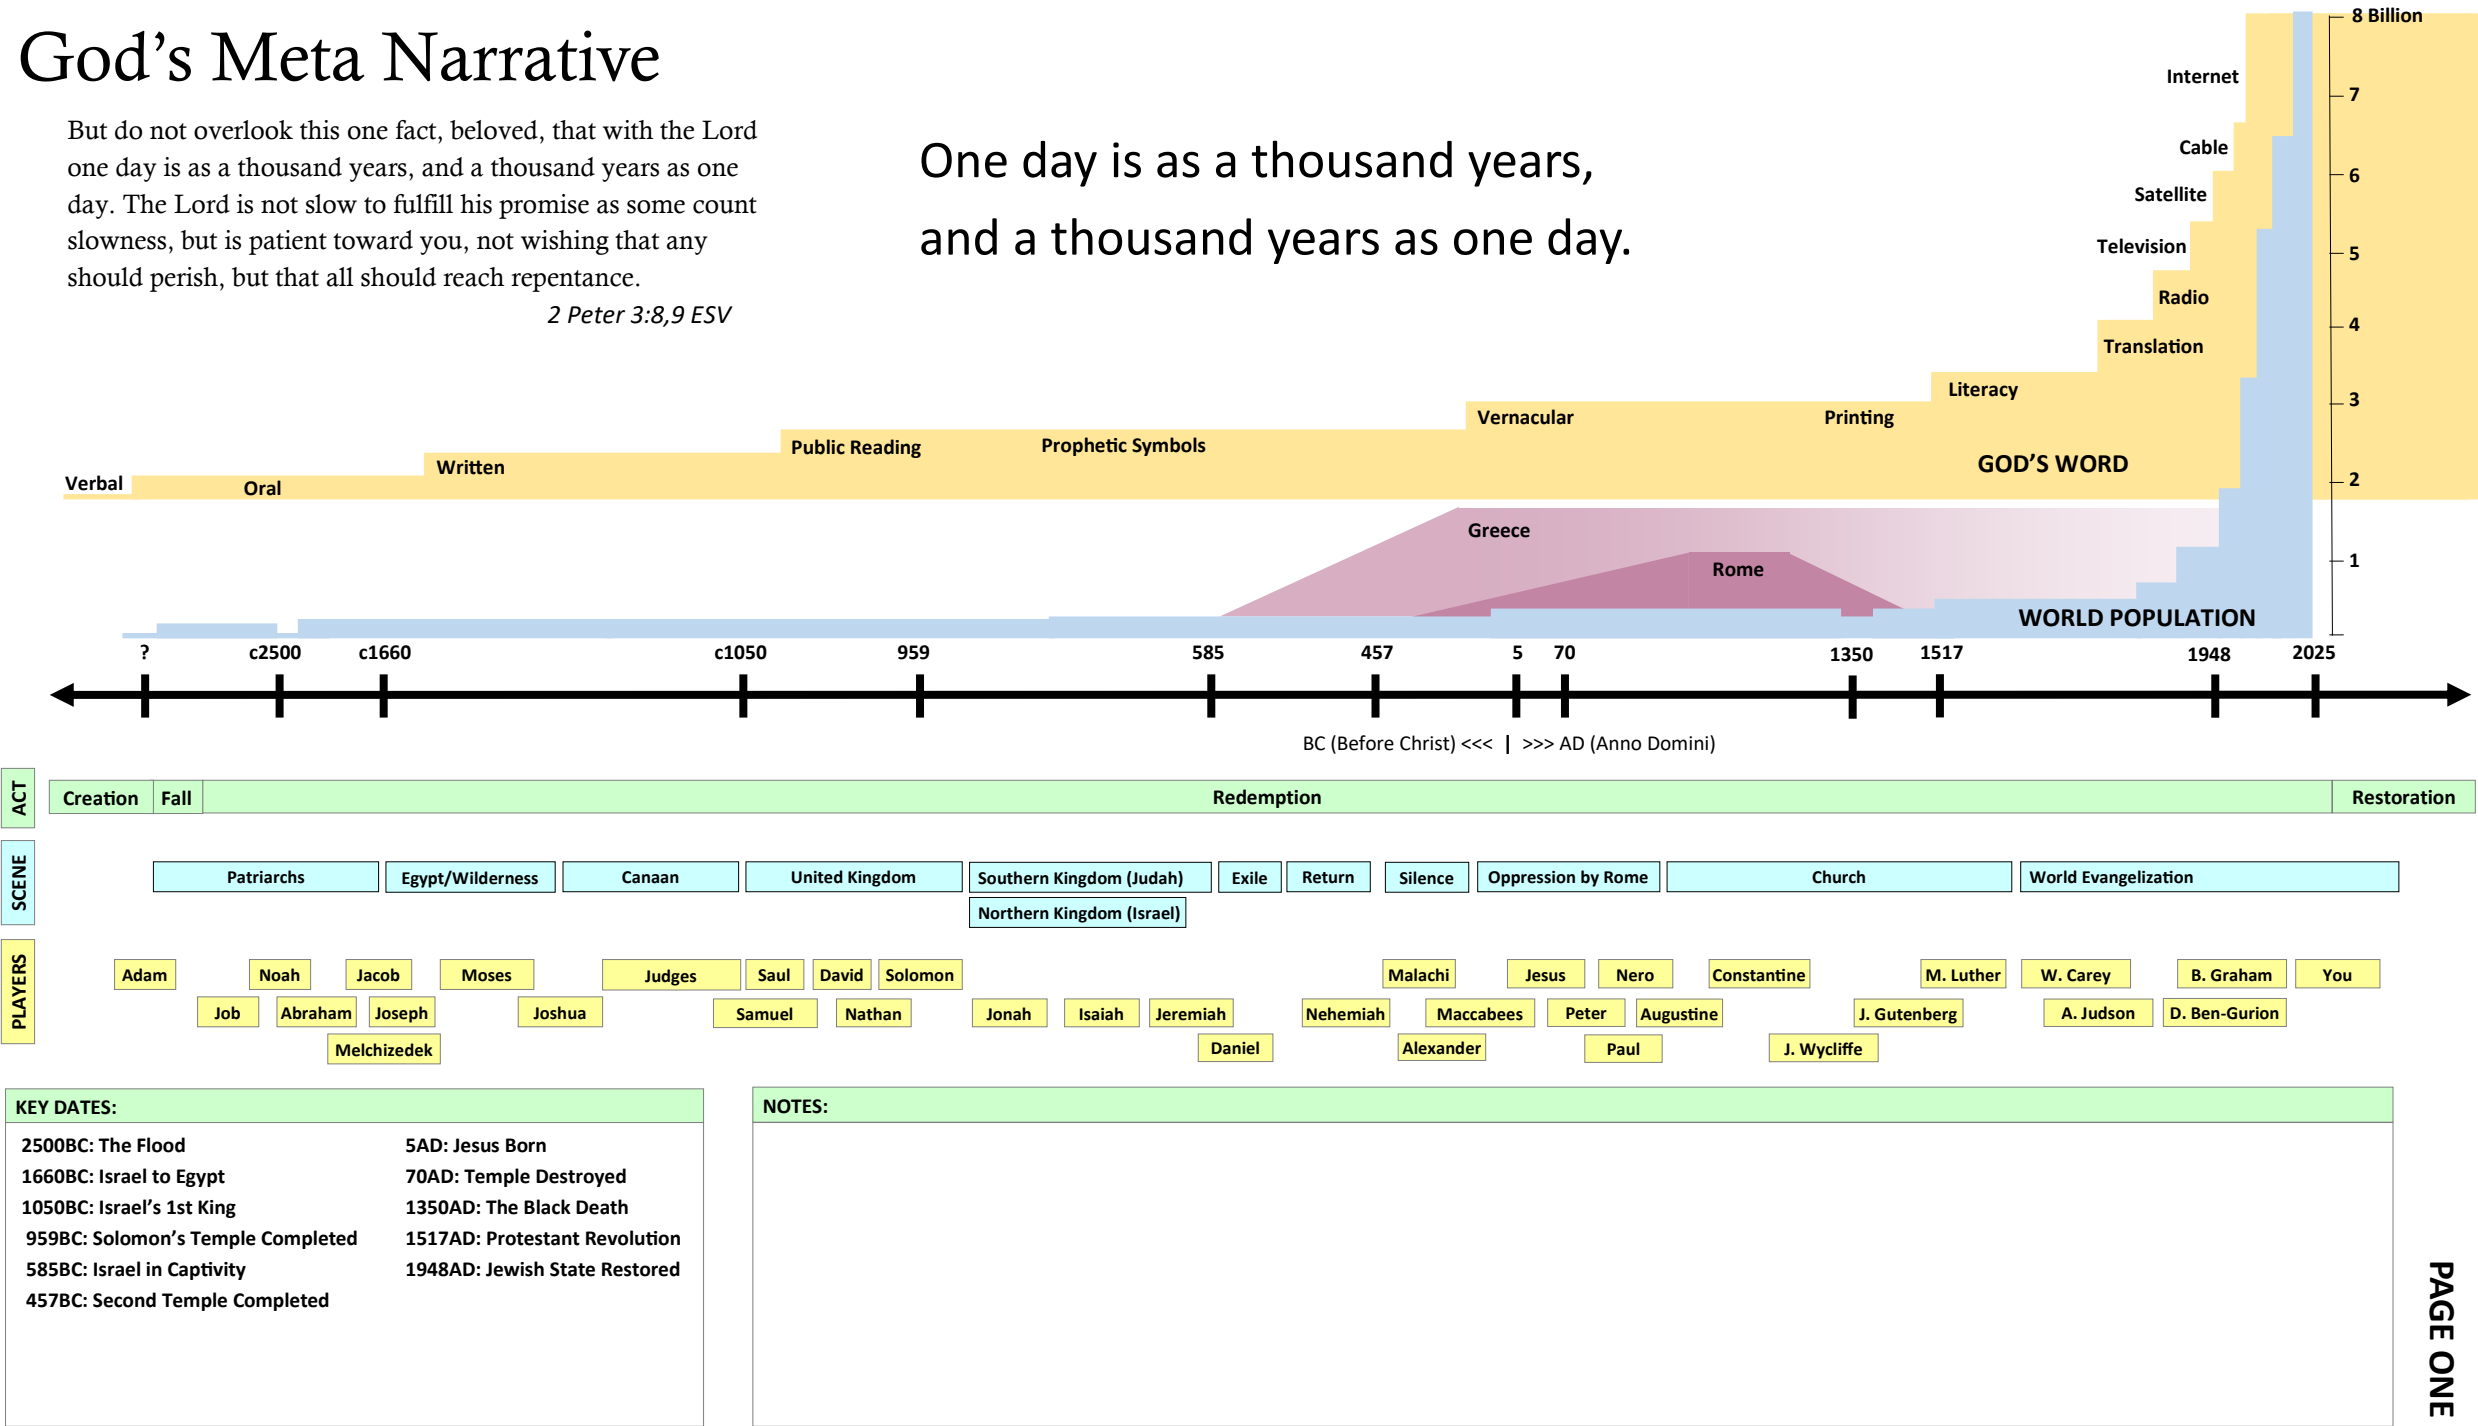 God's Meta Narrative
But do not overlook this one fact, beloved, that with the Lord
one day is as a thousand years, and a thousand years as one
day. The Lord is not slow to fulfill his promise as some count
slowness, but is patient toward you, not wishing that any
should perish, but that all should reach repentance.
2 Peter 3:8,9 ESV
One day is as a thousand years,
and a thousand years as one day.
8 Billion
Internet
7
Cable
6
Satellite
Television
5
Radio
4
Translation
Literacy
3
Vernacular
Printing
Public Reading
Prophetic Symbols
GOD'S WORD
Written
2
Verbal
Oral
Greece
1
Rome
WORLD POPULATION
? c2500 c1660 c1050 959 585 457 5 70 1350 1517 1948 2025
BC (Before Christ) <<< | >>> AD (Anno Domini)
ACT
Creation Fall Redemption Restoration
SCENE
Patriarchs Egypt/Wilderness Canaan United Kingdom Southern Kingdom (Judah) Exile Return Silence Oppression by Rome Church World Evangelization
Northern Kingdom (Israel)
PLAYERS
Adam Noah Jacob Moses Judges Saul David Solomon Malachi Jesus Nero Constantine M. Luther W. Carey B. Graham You
Job Abraham Joseph Joshua Samuel Nathan Jonah Isaiah Jeremiah Nehemiah Maccabees Peter Augustine J. Gutenberg A. Judson D. Ben-Gurion
Melchizedek Daniel Alexander Paul J. Wycliffe
KEY DATES:
2500BC: The Flood
1660BC: Israel to Egypt
1050BC: Israel's 1st King
959BC: Solomon's Temple Completed
585BC: Israel in Captivity
457BC: Second Temple Completed
5AD: Jesus Born
70AD: Temple Destroyed
1350AD: The Black Death
1517AD: Protestant Revolution
1948AD: Jewish State Restored
NOTES:
PAGE ONE